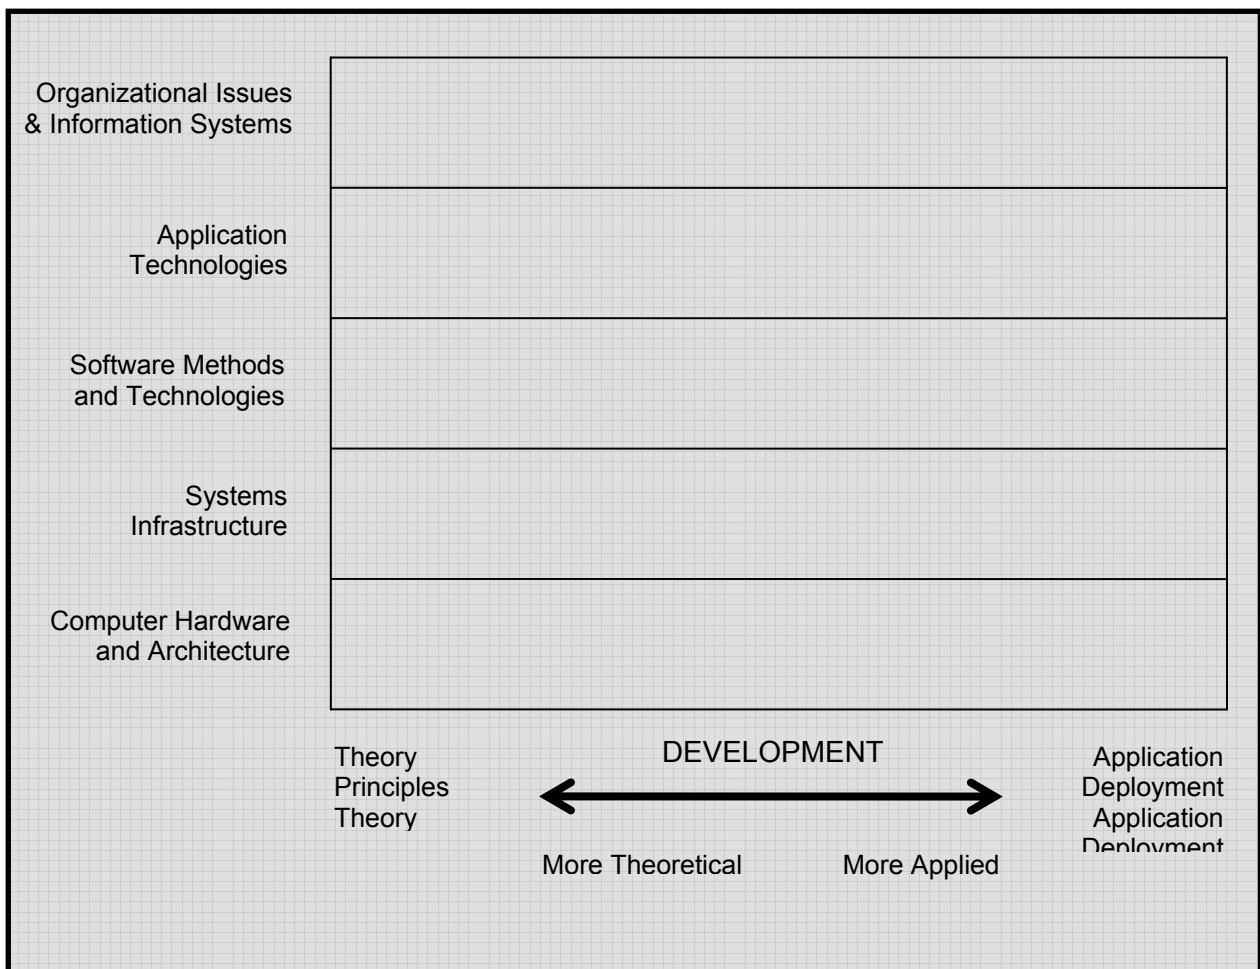 Organizational Issues
& Information Systems
Application
Technologies
Software Methods
and Technologies
Systems
Infrastructure
Computer Hardware
and Architecture
Theory
Principles
Theory
DEVELOPMENT
Application
Deployment
Application
Deployment
More Theoretical
More Applied